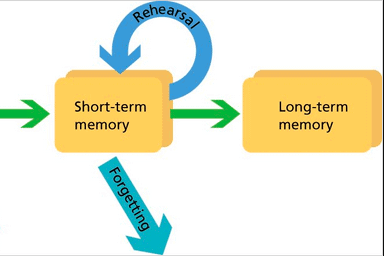 Rehearsal
Short-term
memory
Long-term
memory
Forgetting